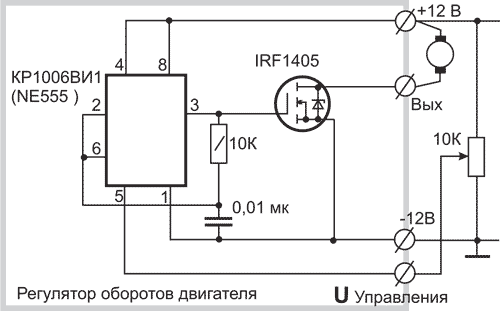 +12 В
КР1006ВИ1
(NE555 )
4
8
IRF1405
2
3
Вых
6
10К
10К
5
1
0,01 мк
-12В
Регулятор оборотов двигателя
U Управления